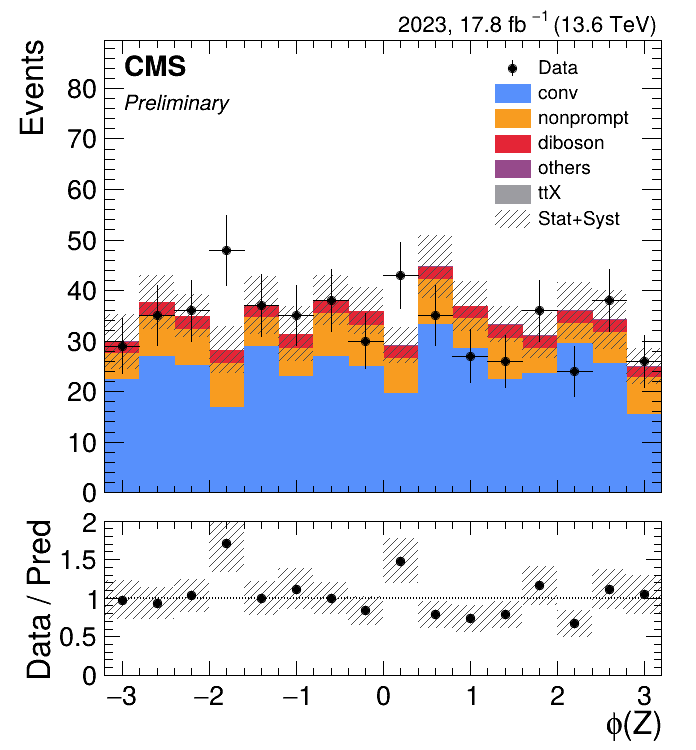 2023, 17.8 fb⁻¹ (13.6 TeV)
CMS
Preliminary
Events
80
70
60
50
40
30
20
10
0
Data
conv
nonprompt
diboson
others
ttX
Stat+Syst
Data / Pred
2
1.5
1
0.5
0
−3 −2 −1 0 1 2 3
ϕ(Z)